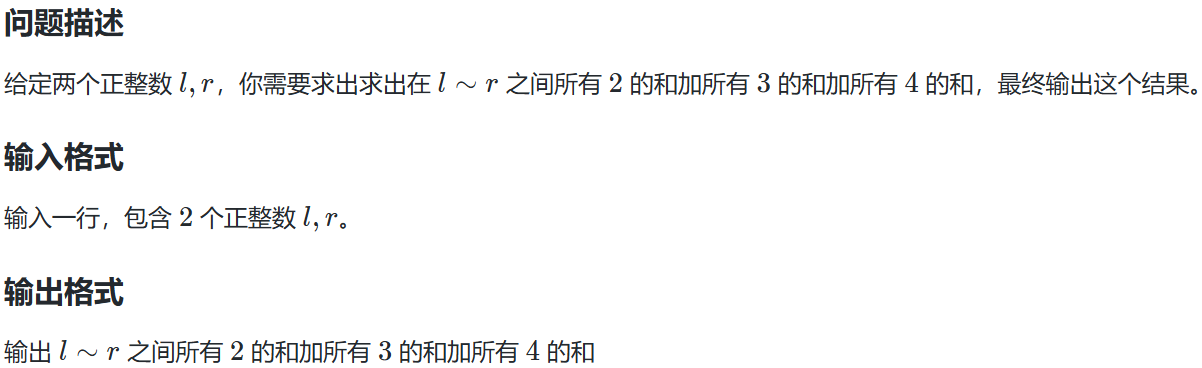 问题描述
给定两个正整数 l, r，你需要求出求出在 l ∼ r 之间所有 2 的和加所有 3 的和加所有 4 的和，最终输出这个结果。
输入格式
输入一行，包含 2 个正整数 l, r。
输出格式
输出 l ∼ r 之间所有 2 的和加所有 3 的和加所有 4 的和